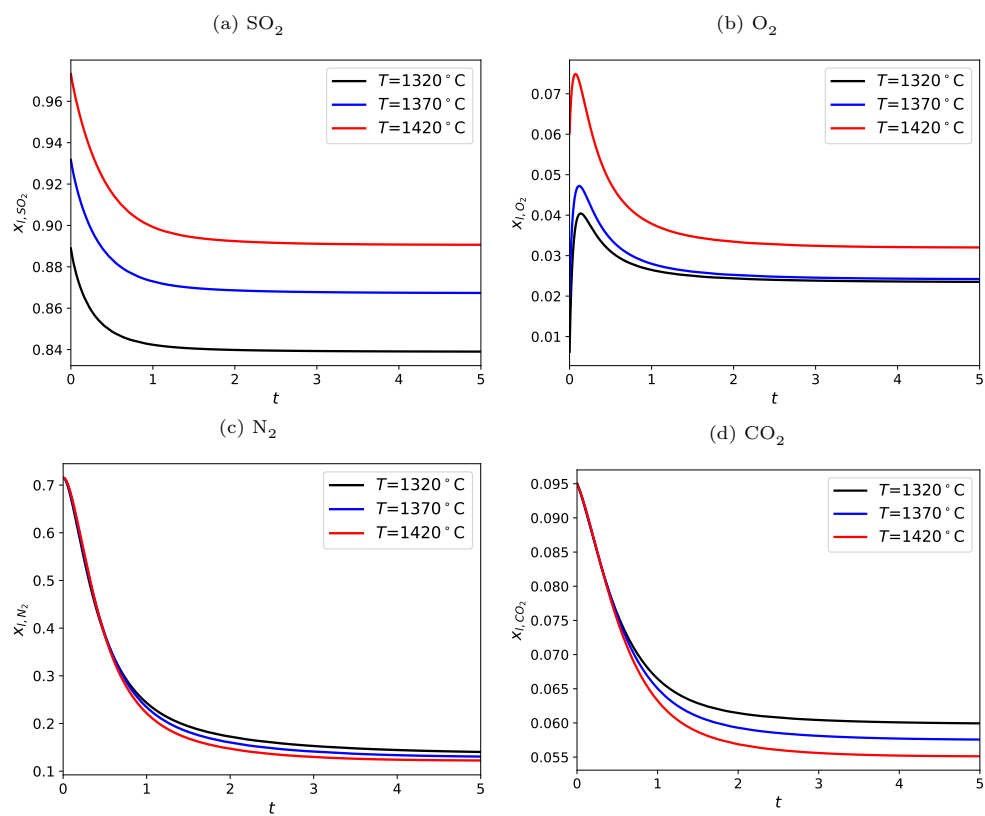 (a) SO₂
(b) O₂
T=1320°C
T=1370°C
T=1420°C
T=1320°C
T=1370°C
T=1420°C
0.96
0.94
0.92
0.90
0.88
0.86
0.84
x_{l,SO₂}
0 1 2 3 4 5
t
0.07
0.06
0.05
0.04
0.03
0.02
0.01
x_{l,O₂}
0 1 2 3 4 5
t
(c) N₂
(d) CO₂
T=1320°C
T=1370°C
T=1420°C
T=1320°C
T=1370°C
T=1420°C
0.7
0.6
0.5
0.4
0.3
0.2
0.1
x_{l,N₂}
0 1 2 3 4 5
t
0.095
0.090
0.085
0.080
0.075
0.070
0.065
0.060
0.055
x_{l,CO₂}
0 1 2 3 4 5
t